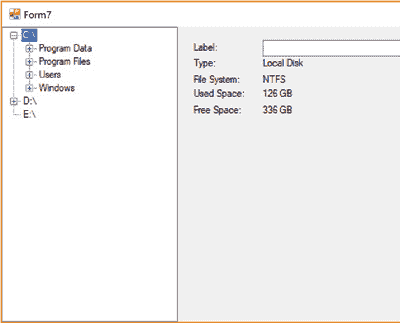 Form7
C:\
Program Data
Program Files
Users
Windows
D:\
E:\
Label:
Type: Local Disk
File System: NTFS
Used Space: 126 GB
Free Space: 336 GB